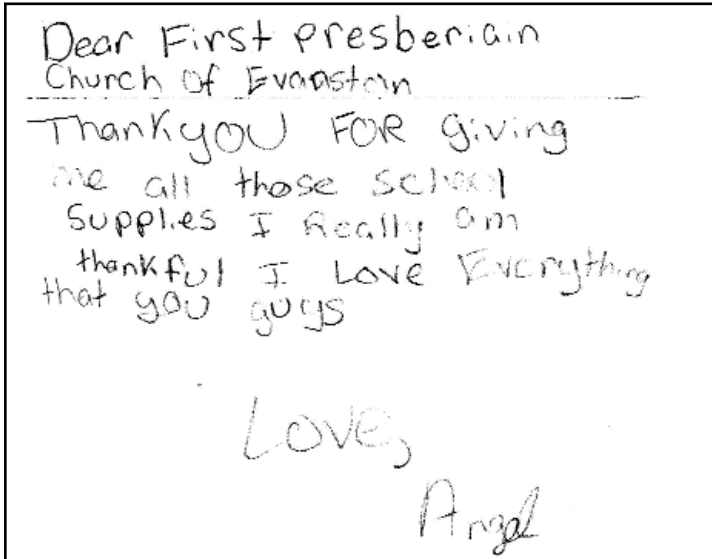 Dear First presberiain
Church of Evanston
Thank you FOR giving
me all those school
Supplies I Really am
thankful I Love Everything
that you guys
Love,
Angel